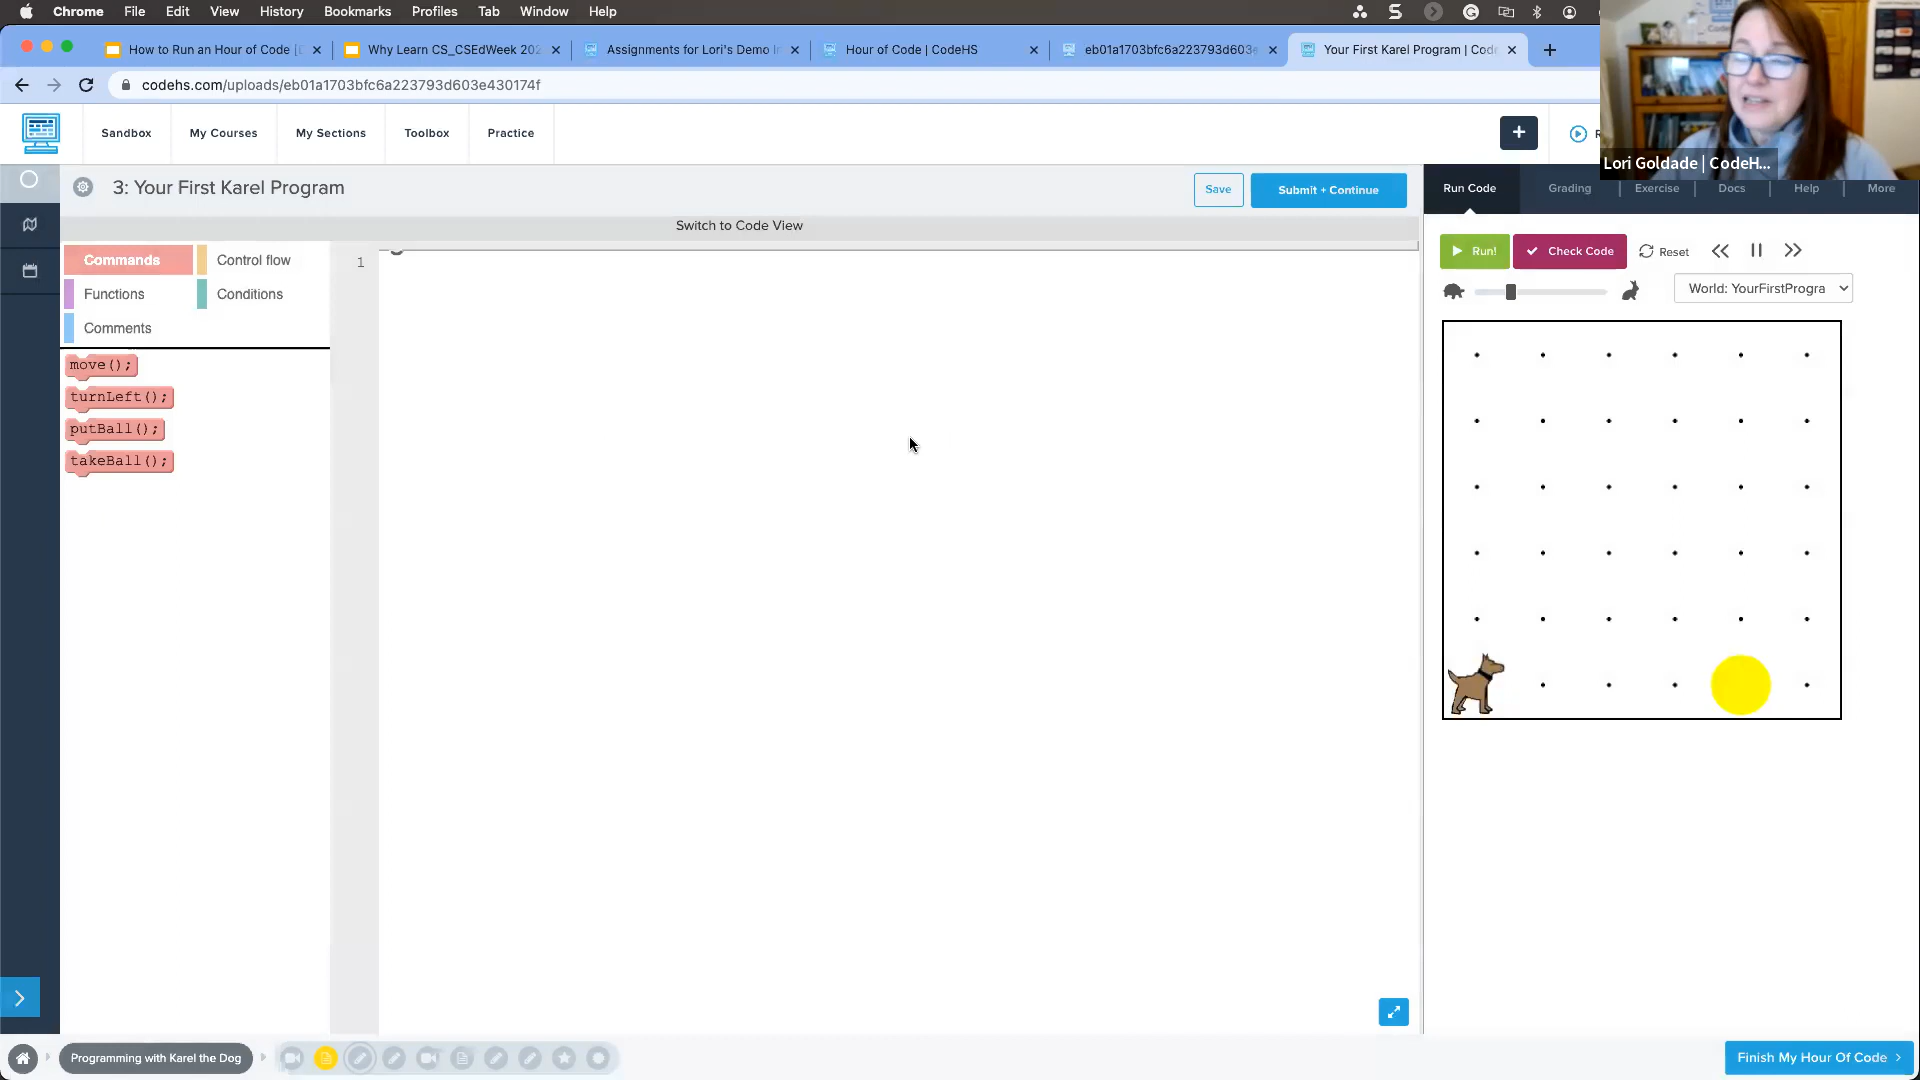 Chrome File Edit View History Bookmarks Profiles Tab Window Help
How to Run an Hour of Code Why Learn CS_CSEdWeek 202 Assignments for Lori's Demo Hour of Code | CodeHS eb01a1703bfc6a223793d603e Your First Karel Program | Code
codehs.com/uploads/eb01a1703bfc6a223793d603e430174f
Sandbox My Courses My Sections Toolbox Practice
Lori Goldade | CodeH...
3: Your First Karel Program Save Submit + Continue Run Code Grading Exercise Docs Help More
Switch to Code View
Commands Control flow 1
Run! Check Code Reset
Functions Conditions World: YourFirstProgra
Comments
move();
turnLeft();
putBall();
takeBall();
Programming with Karel the Dog Finish My Hour Of Code